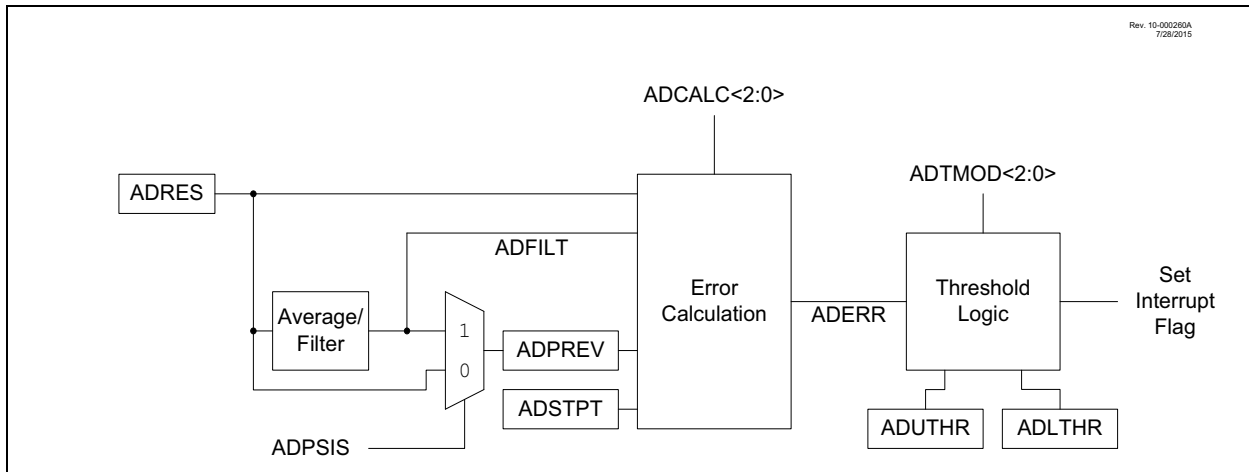 Rev. 10-000260A
7/28/2015
ADCALC<2:0>
ADRES
ADTMOD<2:0>
ADFILT
Error
Calculation
Threshold
Logic
Set
Interrupt
Flag
Average/
Filter
1
0
ADPREV
ADERR
ADSTPT
ADUTHR
ADLTHR
ADPSIS